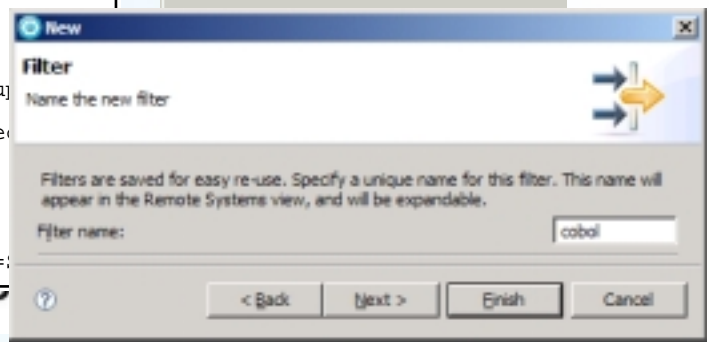 New
Filter
Name the new filter
Filters are saved for easy re-use. Specify a unique name for this filter. This name will
appear in the Remote Systems view, and will be expandable.
Filter name:
cobol
< Back
Next >
Finish
Cancel